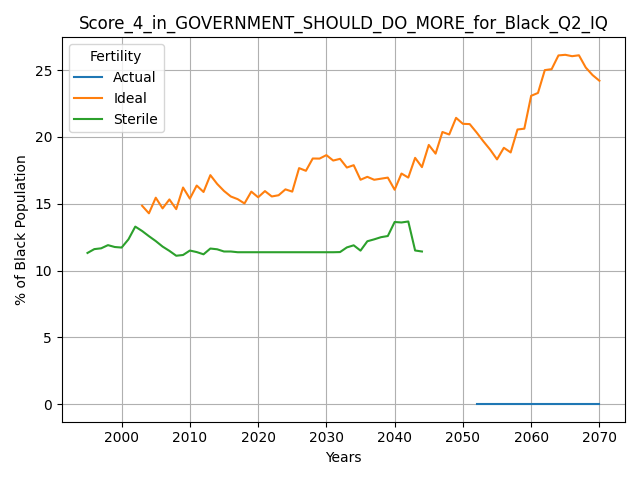 Score_4_in_GOVERNMENT_SHOULD_DO_MORE_for_Black_Q2_IQ
Fertility
Actual
Ideal
Sterile
% of Black Population
25
20
15
10
5
0
2000 2010 2020 2030 2040 2050 2060 2070
Years